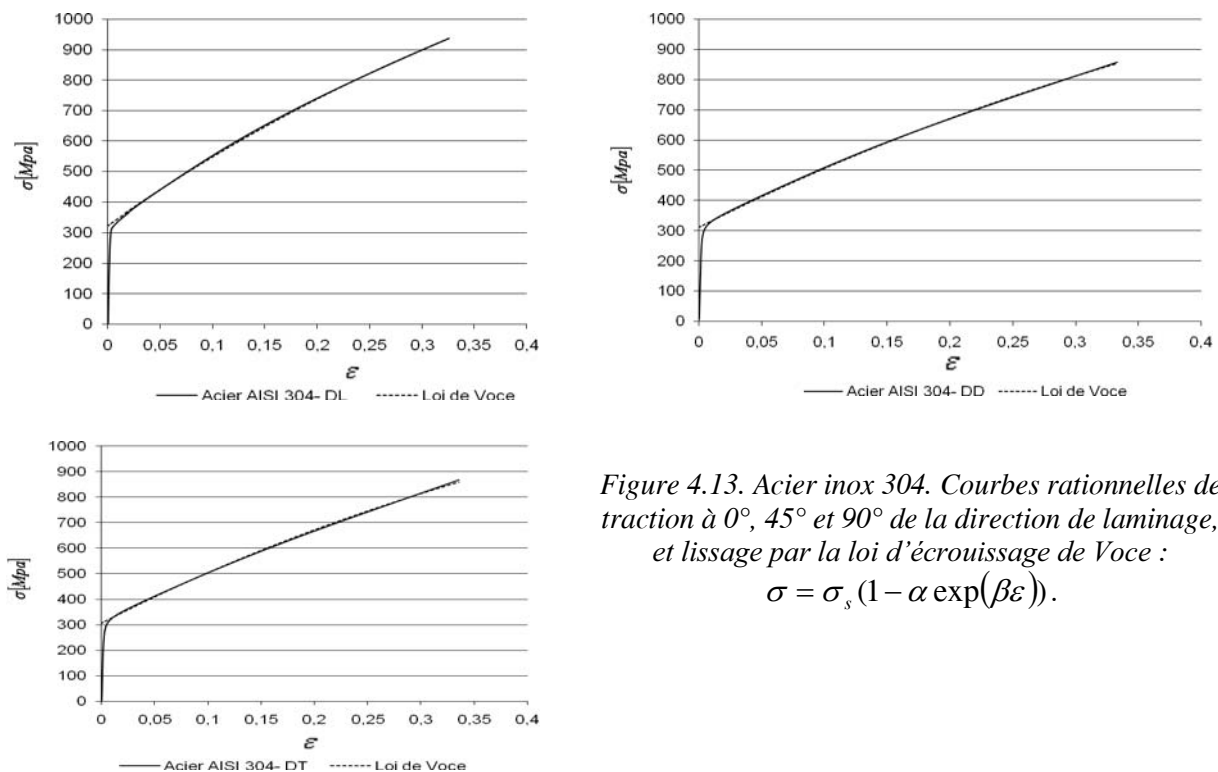 1000
900
800
700
600
500
400
300
200
100
0
σ[Mpa]
0 0,05 0,1 0,15 0,2 0,25 0,3 0,35 0,4
ε
Acier AISI 304- DL Loi de Voce
1000
900
800
700
600
500
400
300
200
100
0
σ[Mpa]
0 0,05 0,1 0,15 0,2 0,25 0,3 0,35 0,4
ε
Acier AISI 304- DD Loi de Voce
1000
900
800
700
600
500
400
300
200
100
0
σ[Mpa]
0 0,05 0,1 0,15 0,2 0,25 0,3 0,35 0,4
ε
Acier AISI 304- DT Loi de Voce
Figure 4.13. Acier inox 304. Courbes rationnelles de
traction à 0°, 45° et 90° de la direction de laminage,
et lissage par la loi d’écrouissage de Voce :
σ = σ_s (1 − α exp(βε)).